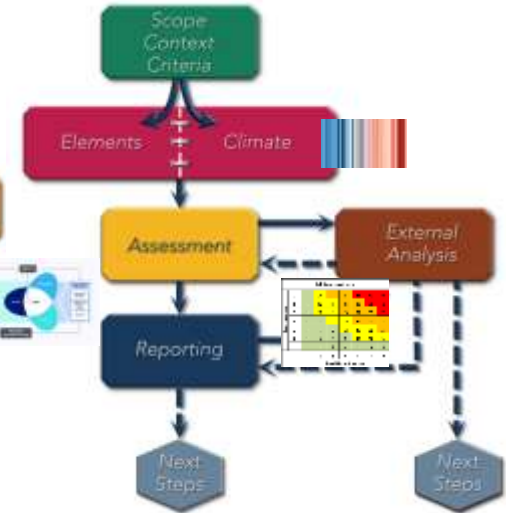 Scope
Context
Criteria
Elements
Climate
Assessment
External
Analysis
Reporting
Next
Steps
Next
Steps